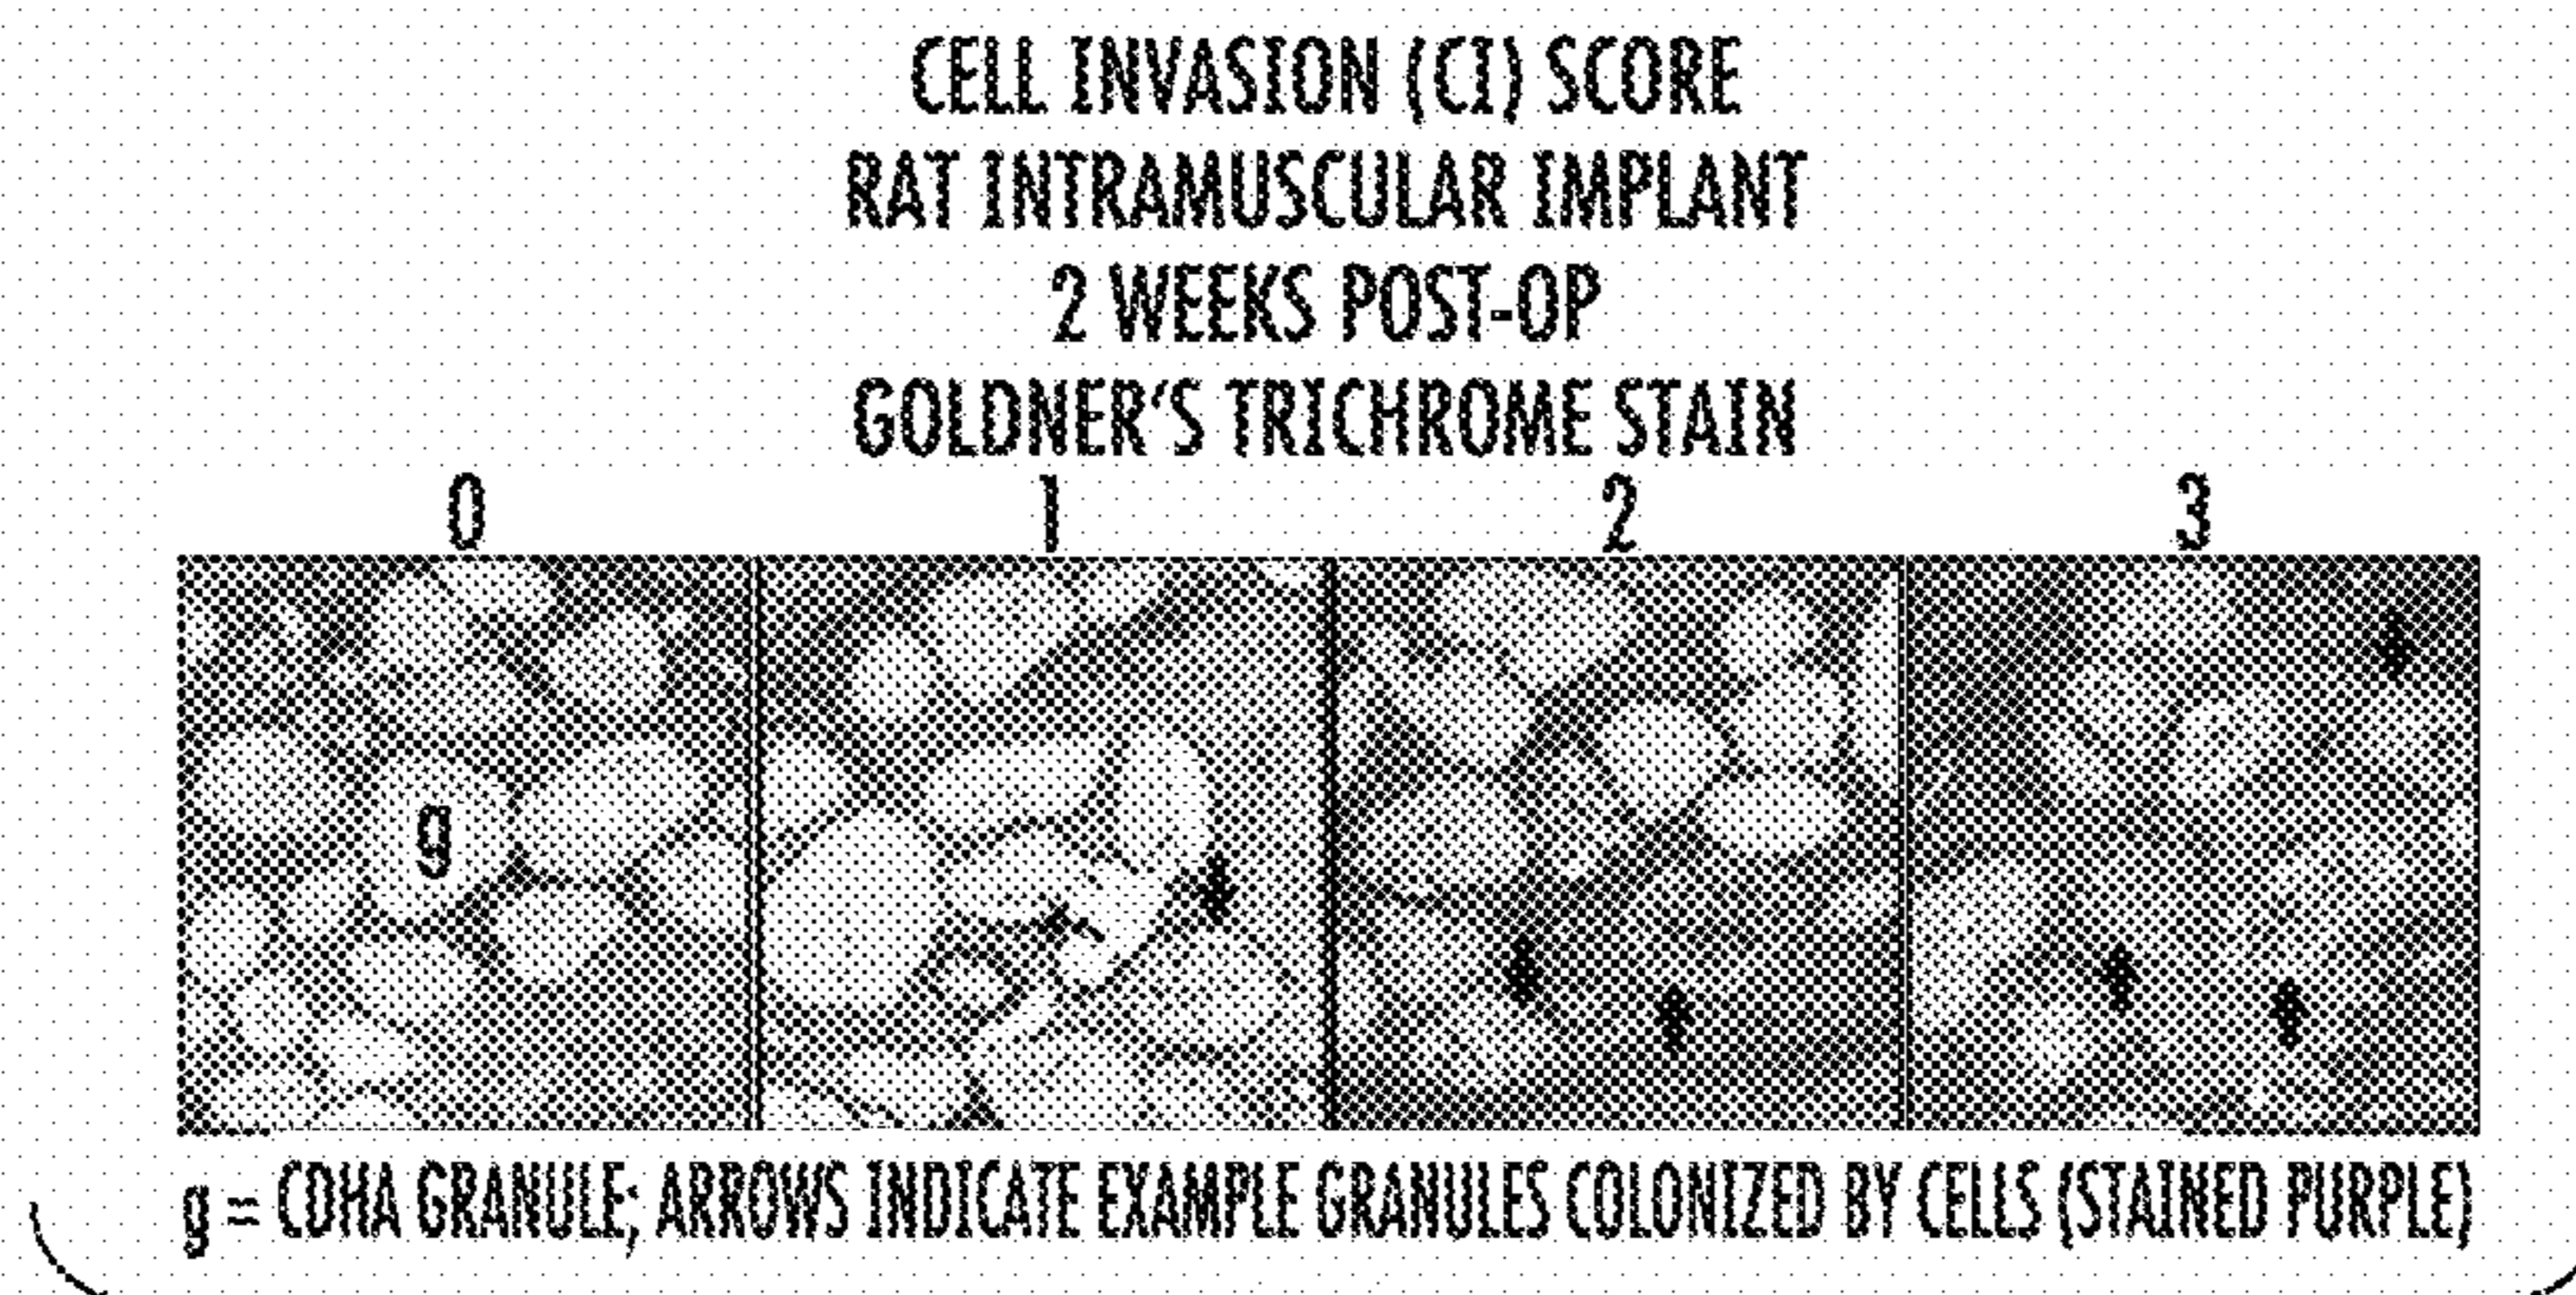 CELL INVASION (CI) SCORE
RAT INTRAMUSCULAR IMPLANT
2 WEEKS POST-OP
GOLDNER'S TRICHROME STAIN
0 1 2 3
g
g = CDHA GRANULE; ARROWS INDICATE EXAMPLE GRANULES COLONIZED BY CELLS (STAINED PURPLE)